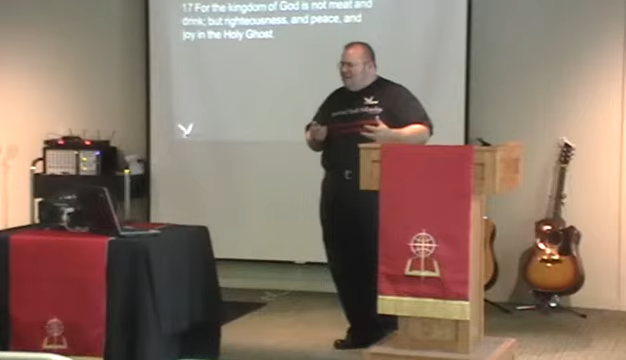 17 For the kingdom of God is not meat and
drink; but righteousness, and peace, and
joy in the Holy Ghost